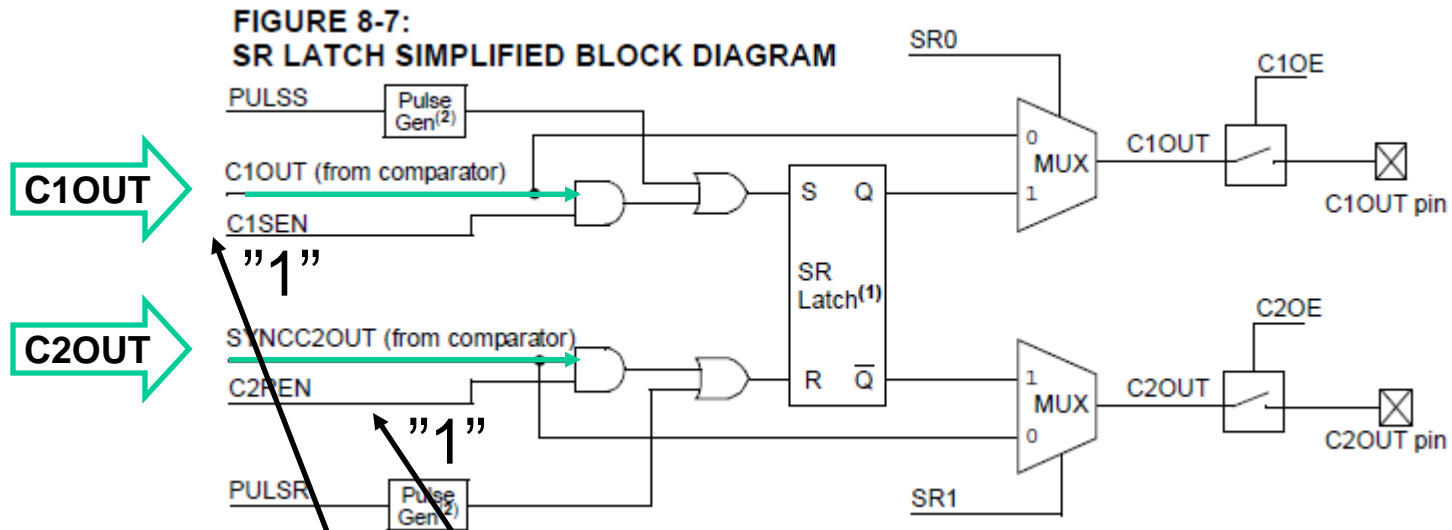 FIGURE 8-7:
SR LATCH SIMPLIFIED BLOCK DIAGRAM
SR0
C1OE
PULSS
Pulse
Gen(2)
0
MUX
1
C1OUT
C1OUT pin
C1OUT
C1OUT (from comparator)
C1SEN
"1"
S Q
SR
Latch(1)
R Q̅
C2OE
C2OUT
SYNCC2OUT (from comparator)
C2REN
"1"
1
MUX
0
C2OUT
C2OUT pin
PULSR
Pulse
Gen(2)
SR1